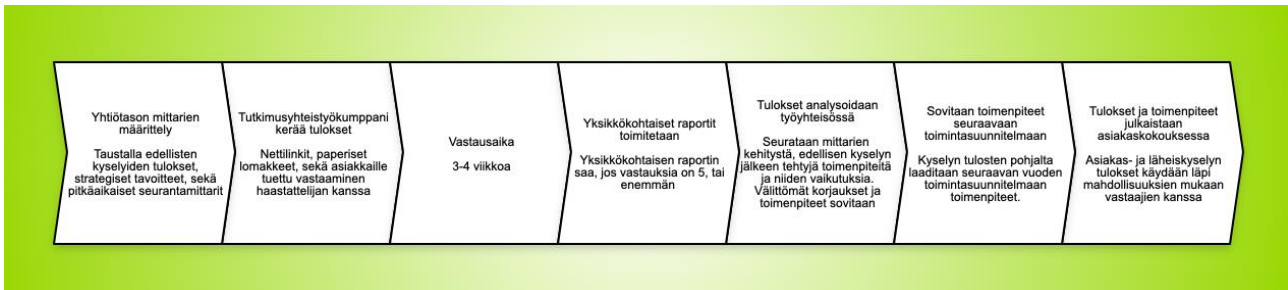 Yhtiötason mittarien
määrittely
Taustalla edellisten
kyselyiden tulokset,
strategiset tavoitteet, sekä
pitkäaikaiset seurantamittarit
Tutkimusyhteistyökumppani
kerää tulokset
Nettilinkit, paperiset
lomakkeet, sekä asiakkaille
tuettu vastaaminen
haastattelijan kanssa
Vastausaika
3-4 viikkoa
Yksikkökohtaiset raportit
toimitetaan
Yksikkökohtaisen raportin
saa, jos vastauksia on 5, tai
enemmän
Tulokset analysoidaan
työyhteisössä
Seurataan mittarien
kehitystä, edellisen kyselyn
jälkeen tehtyjä toimenpiteitä
ja niiden vaikutuksia.
Välittömät korjaukset ja
toimenpiteet sovitaan
Sovitaan toimenpiteet
seuraavaan
toimintasuunnitelmaan
Kyselyn tulosten pohjalta
laaditaan seuraavan vuoden
toimintasuunnitelmaan
toimenpiteet.
Tulokset ja toimenpiteet
julkaistaan
asiakaskokouksessa
Asiakas- ja läheiskyselyn
tulokset käydään läpi
mahdollisuuksien mukaan
vastaajien kanssa